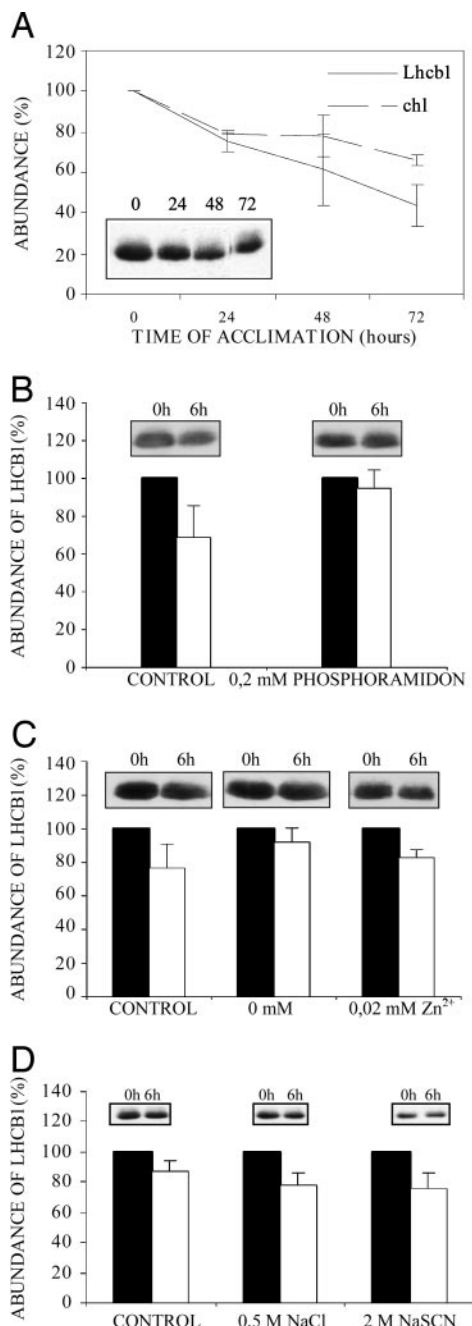 A
ABUNDANCE (%)
120
100
80
60
40
20
0
Lhcb1
chl
0 24 48 72
0 24 48 72
TIME OF ACCLIMATION (hours)
B
ABUNDANCE OF LHCB1(%)
140
120
100
80
60
40
20
0
0h 6h
0h 6h
CONTROL 0,2 mM PHOSPHORAMIDON
C
ABUNDANCE OF LHCB1(%)
140
120
100
80
60
40
20
0
0h 6h
0h 6h
0h 6h
CONTROL 0 mM 0,02 mM Zn²⁺
D
ABUNDANCE OF LHCB1(%)
140
120
100
80
60
40
20
0
0h 6h
0h 6h
0h 6h
CONTROL 0,5 M NaCl 2 M NaSCN